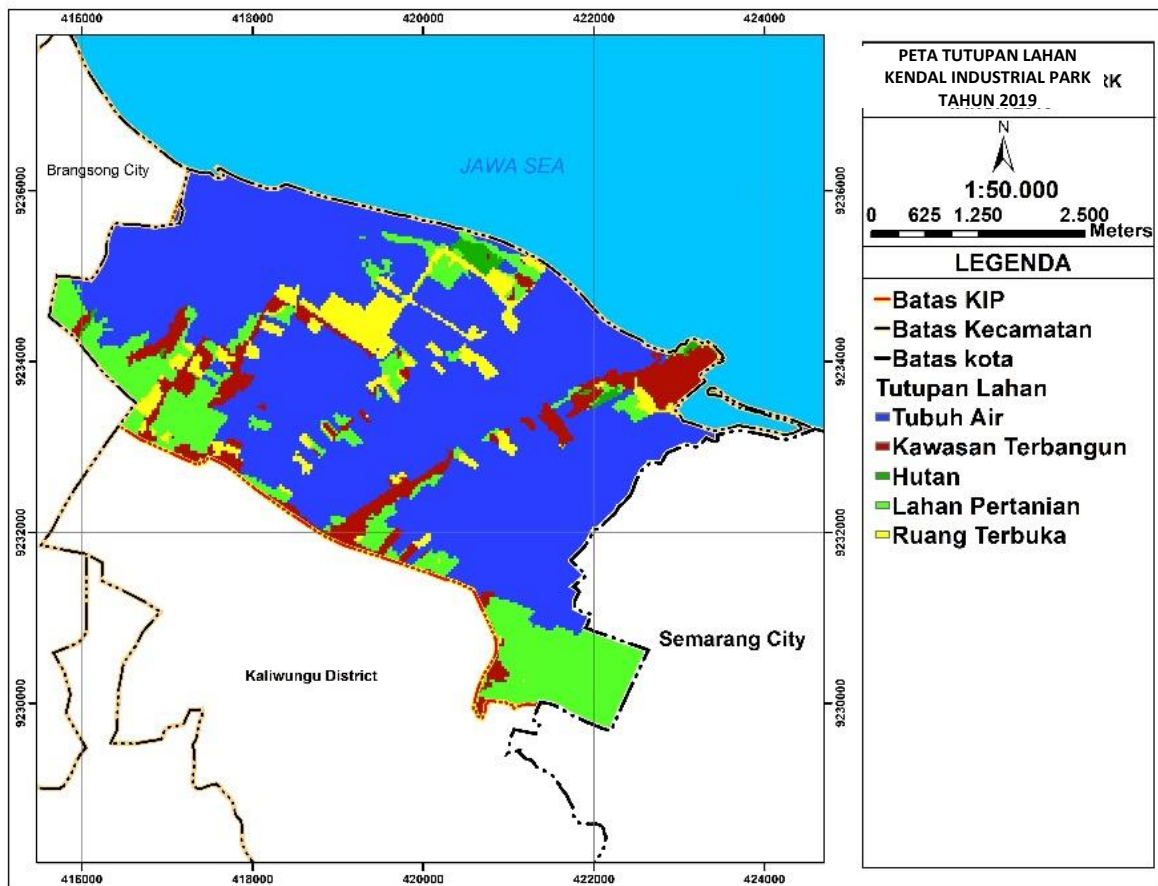 416000 418000 420000 422000 424000
9236000
9234000
9232000
9230000
Brangsong City
JAWA SEA
Semarang City
Kaliwungu District
9236000
9234000
9232000
9230000
416000 418000 420000 422000 424000
PETA TUTUPAN LAHAN
KENDAL INDUSTRIAL PARK RK
TAHUN 2019
N
1:50.000
0 625 1.250 2.500
Meters
LEGENDA
Batas KIP
Batas Kecamatan
Batas kota
Tutupan Lahan
Tubuh Air
Kawasan Terbangun
Hutan
Lahan Pertanian
Ruang Terbuka